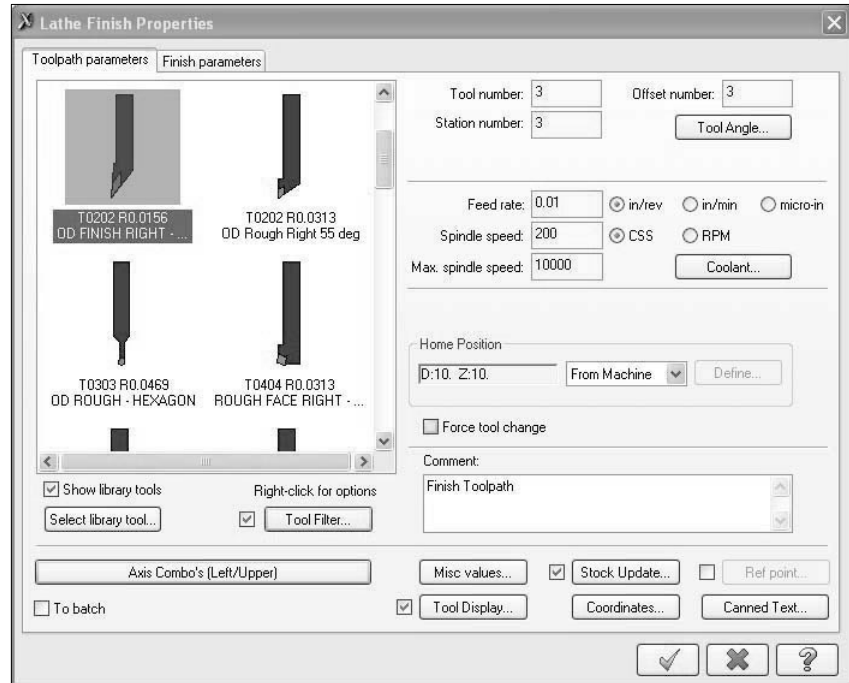 Lathe Finish Properties
Toolpath parameters
Finish parameters
T0202 R0.0156
OD FINISH RIGHT - ...
T0202 R0.0313
OD Rough Right 55 deg
T0303 R0.0469
OD ROUGH - HEXAGON
T0404 R0.0313
ROUGH FACE RIGHT - ...
Show library tools
Right-click for options
Select library tool...
Tool Filter...
Axis Combo's (Left/Upper)
To batch
Tool number: 3
Offset number: 3
Station number: 3
Tool Angle...
Feed rate: 0.01
in/rev
in/min
micro-in
Spindle speed: 200
CSS
RPM
Max. spindle speed: 10000
Coolant...
Home Position
D:10. Z:10.
From Machine
Define...
Force tool change
Comment:
Finish Toolpath
Misc values...
Stock Update...
Ref point...
Tool Display...
Coordinates...
Canned Text...